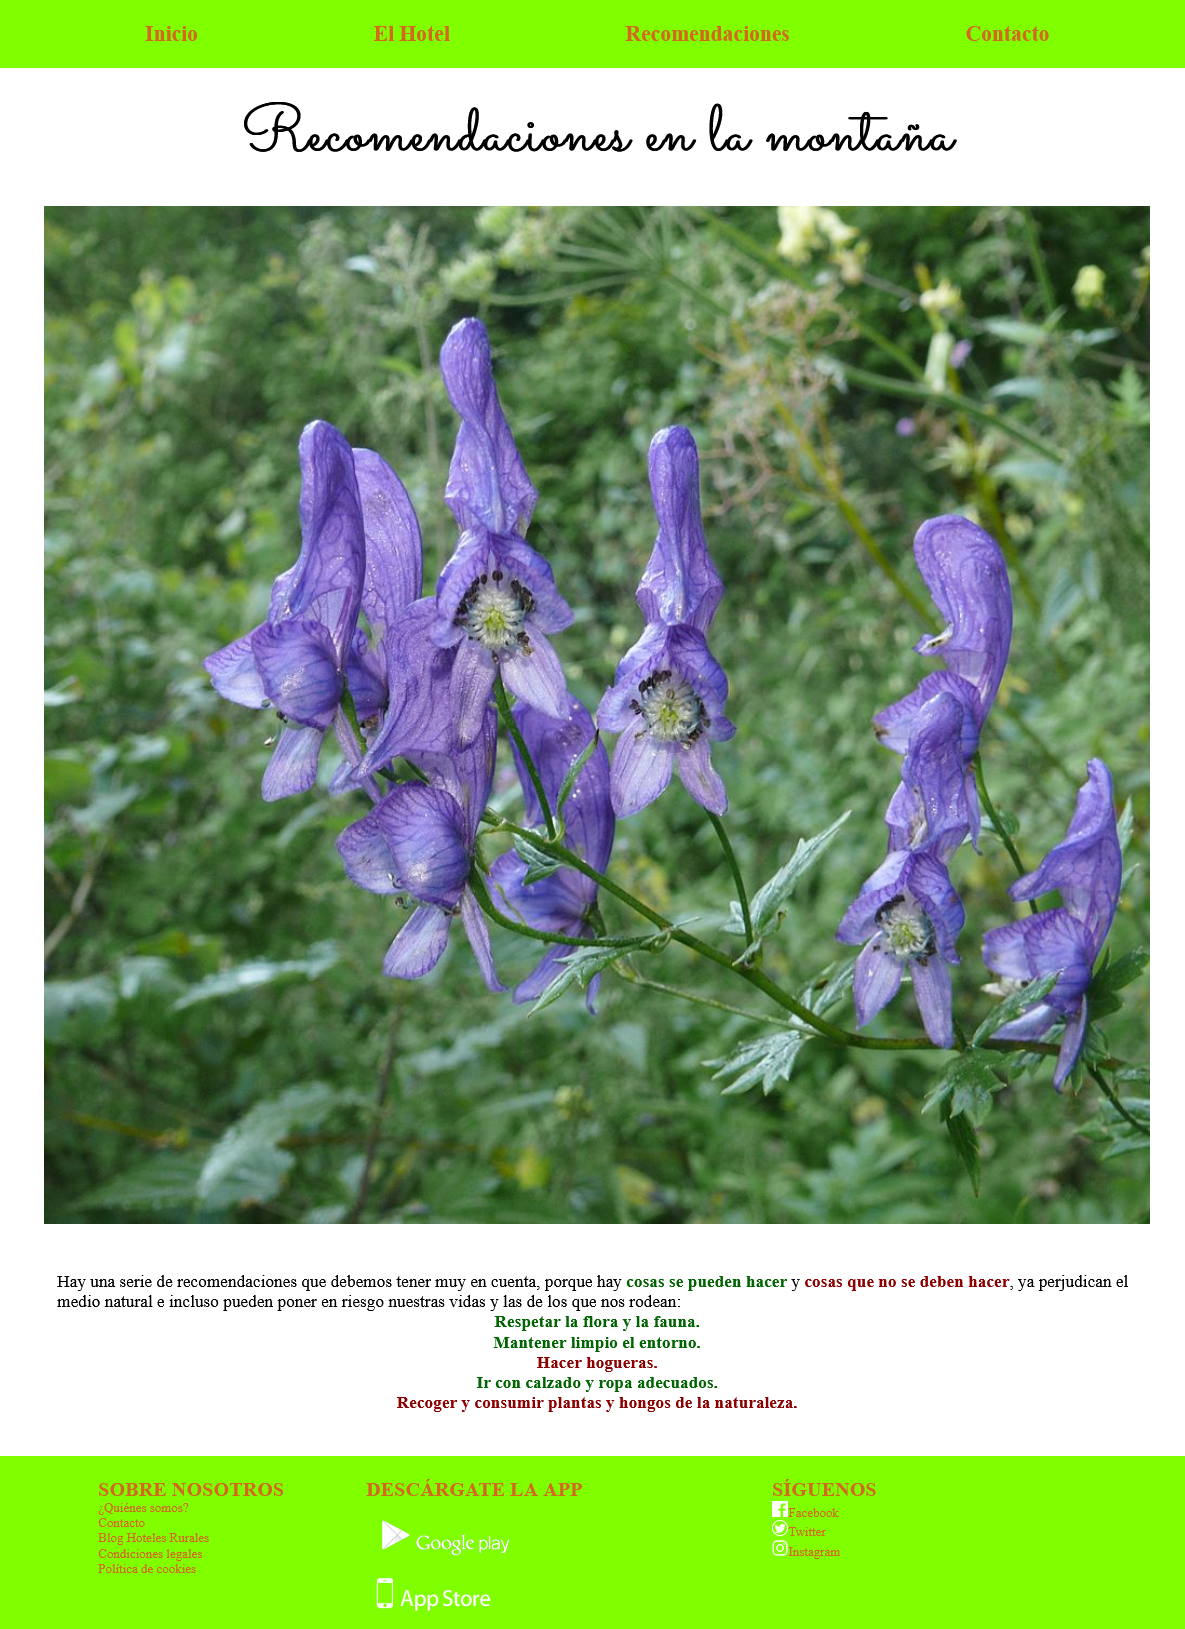 Inicio El Hotel Recomendaciones Contacto
Recomendaciones en la montaña
Hay una serie de recomendaciones que debemos tener muy en cuenta, porque hay cosas se pueden hacer y cosas que no se deben hacer, ya perjudican el
medio natural e incluso pueden poner en riesgo nuestras vidas y las de los que nos rodean:
Respetar la flora y la fauna.
Mantener limpio el entorno.
Hacer hogueras.
Ir con calzado y ropa adecuados.
Recoger y consumir plantas y hongos de la naturaleza.
SOBRE NOSOTROS
¿Quiénes somos?
Contacto
Blog Hoteles Rurales
Condiciones legales
Política de cookies
DESCÁRGATE LA APP
Google play
App Store
SÍGUENOS
Facebook
Twitter
Instagram